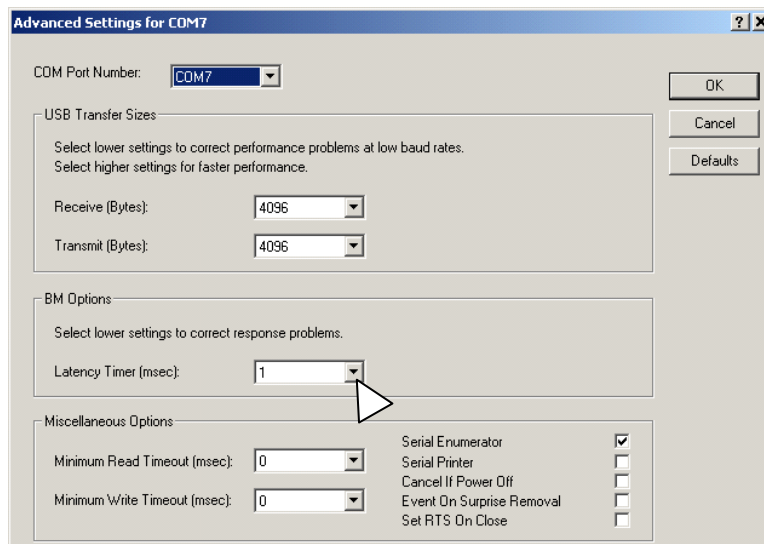 Advanced Settings for COM7
COM Port Number: COM7
OK
USB Transfer Sizes
Cancel
Select lower settings to correct performance problems at low baud rates.
Select higher settings for faster performance.
Defaults
Receive (Bytes): 4096
Transmit (Bytes): 4096
BM Options
Select lower settings to correct response problems.
Latency Timer (msec): 1
Miscellaneous Options
Minimum Read Timeout (msec): 0
Minimum Write Timeout (msec): 0
Serial Enumerator
Serial Printer
Cancel If Power Off
Event On Surprise Removal
Set RTS On Close